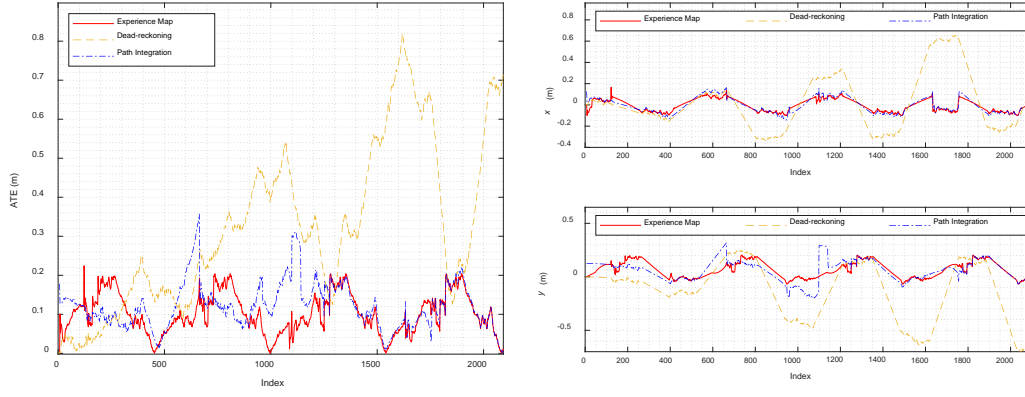 Experience Map
Dead-reckoning
Path Integration
0.8
0.7
0.6
0.5
0.4
0.3
0.2
0.1
0
ATE (m)
500 1000 1500 2000
Index
Experience Map Dead-reckoning Path Integration
0.6
0.4
0.2
0
-0.2
-0.4
x (m)
0 200 400 600 800 1000 1200 1400 1600 1800 2000
Index
Experience Map Dead-reckoning Path Integration
0.5
0
-0.5
y (m)
0 200 400 600 800 1000 1200 1400 1600 1800 2000
Index